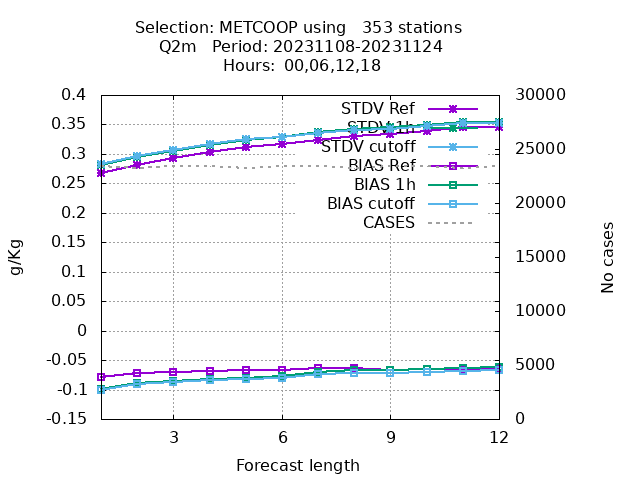 Selection: METCOOP using 353 stations
Q2m Period: 20231108-20231124
Hours: 00,06,12,18
0.4
0.35
0.3
0.25
0.2
0.15
0.1
0.05
0
-0.05
-0.1
-0.15
g/Kg
STDV Ref
STDV 1h
STDV cutoff
BIAS Ref
BIAS 1h
BIAS cutoff
CASES
30000
25000
20000
15000
10000
5000
0
No cases
3
6
9
12
Forecast length